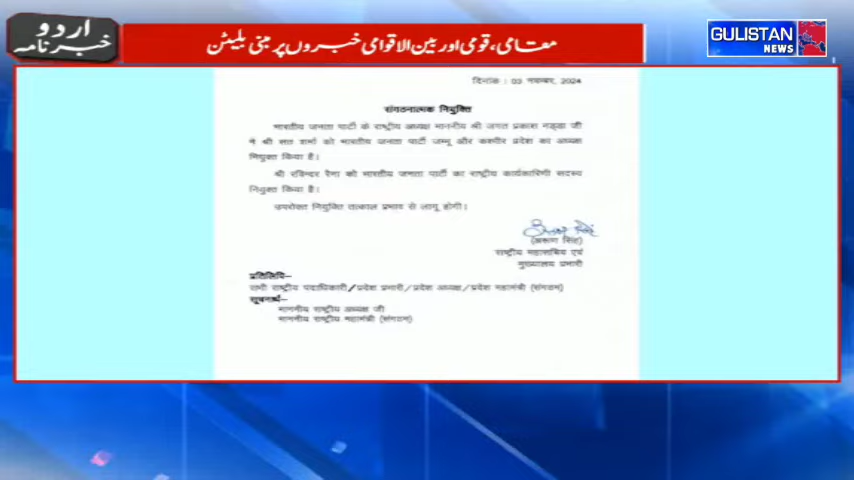 اردو
خبرنامہ
مقامی، قومی اور بین الاقوامی خبروں پر مبنی بلیٹن
GULISTAN
NEWS
दिनांक : 03 नवम्बर, 2024
संगठनात्मक नियुक्ति
भारतीय जनता पार्टी के राष्ट्रीय अध्यक्ष माननीय श्री जगत प्रकाश नड्डा जी
ने श्री सत शर्मा को भारतीय जनता पार्टी जम्मू और कश्मीर प्रदेश का अध्यक्ष
नियुक्त किया है।
श्री रविन्दर रैना को भारतीय जनता पार्टी का राष्ट्रीय कार्यकारिणी सदस्य
नियुक्त किया है।
उपरोक्त नियुक्ति तत्काल प्रभाव से लागू होगी।
(अरूण सिंह)
राष्ट्रीय महासचिव एवं
मुख्यालय प्रभारी
प्रतिलिपि–
सभी राष्ट्रीय पदाधिकारी/प्रदेश प्रभारी/प्रदेश अध्यक्ष/प्रदेश महामंत्री (संगठन)
सूचनार्थ–
माननीय राष्ट्रीय अध्यक्ष जी
माननीय राष्ट्रीय महामंत्री (संगठन)